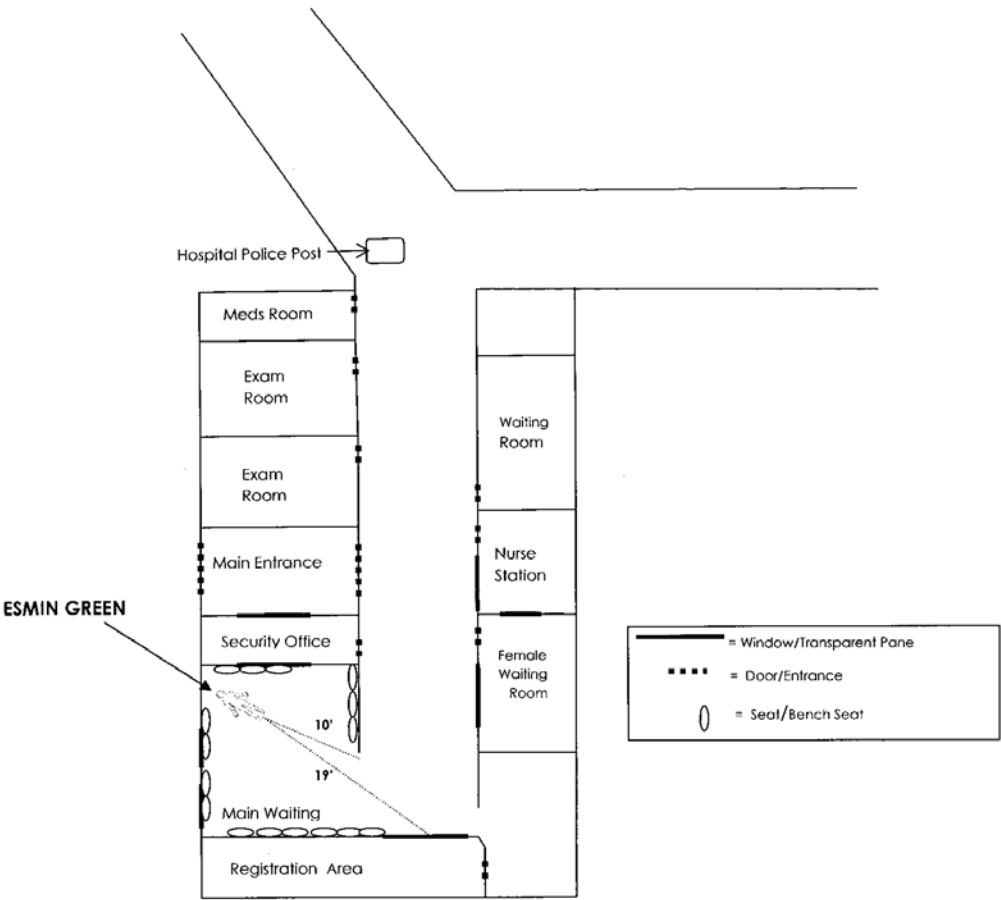 Hospital Police Post
Meds Room
Exam
Room
Exam
Room
Main Entrance
ESMIN GREEN
Security Office
10'
19'
Main Waiting
Registration Area
Waiting
Room
Nurse
Station
Female
Waiting
Room
= Window/Transparent Pane
= Door/Entrance
= Seat/Bench Seat